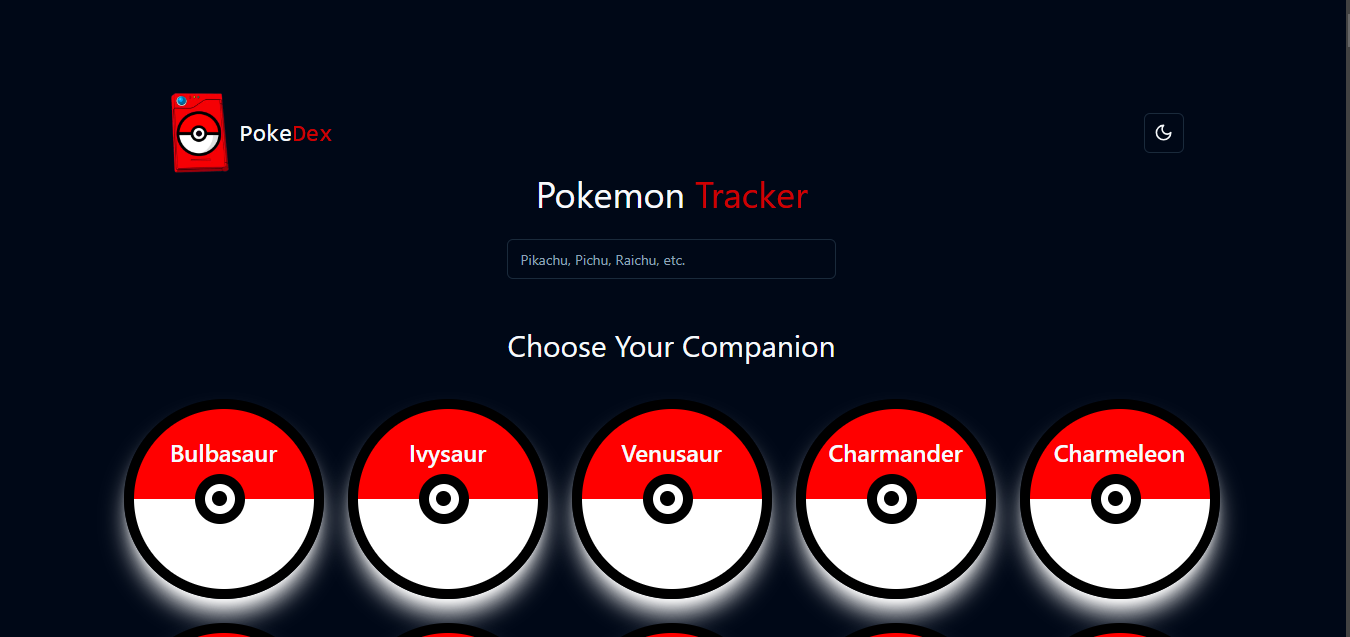 PokeDex
Pokemon Tracker
Pikachu, Pichu, Raichu, etc.
Choose Your Companion
Bulbasaur
Ivysaur
Venusaur
Charmander
Charmeleon